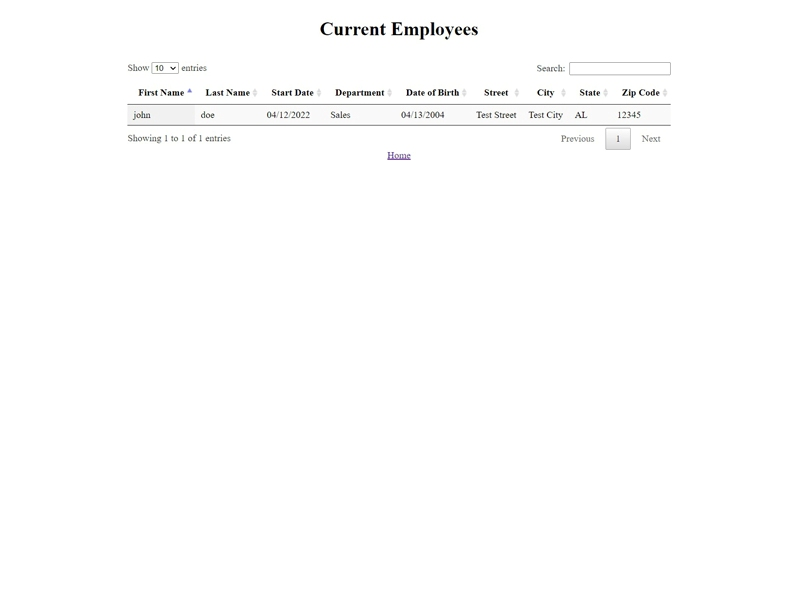 Current Employees
Show 10 entries
Search:
First Name Last Name Start Date Department Date of Birth Street City State Zip Code
john doe 04/12/2022 Sales 04/13/2004 Test Street Test City AL 12345
Showing 1 to 1 of 1 entries
Previous 1 Next
Home